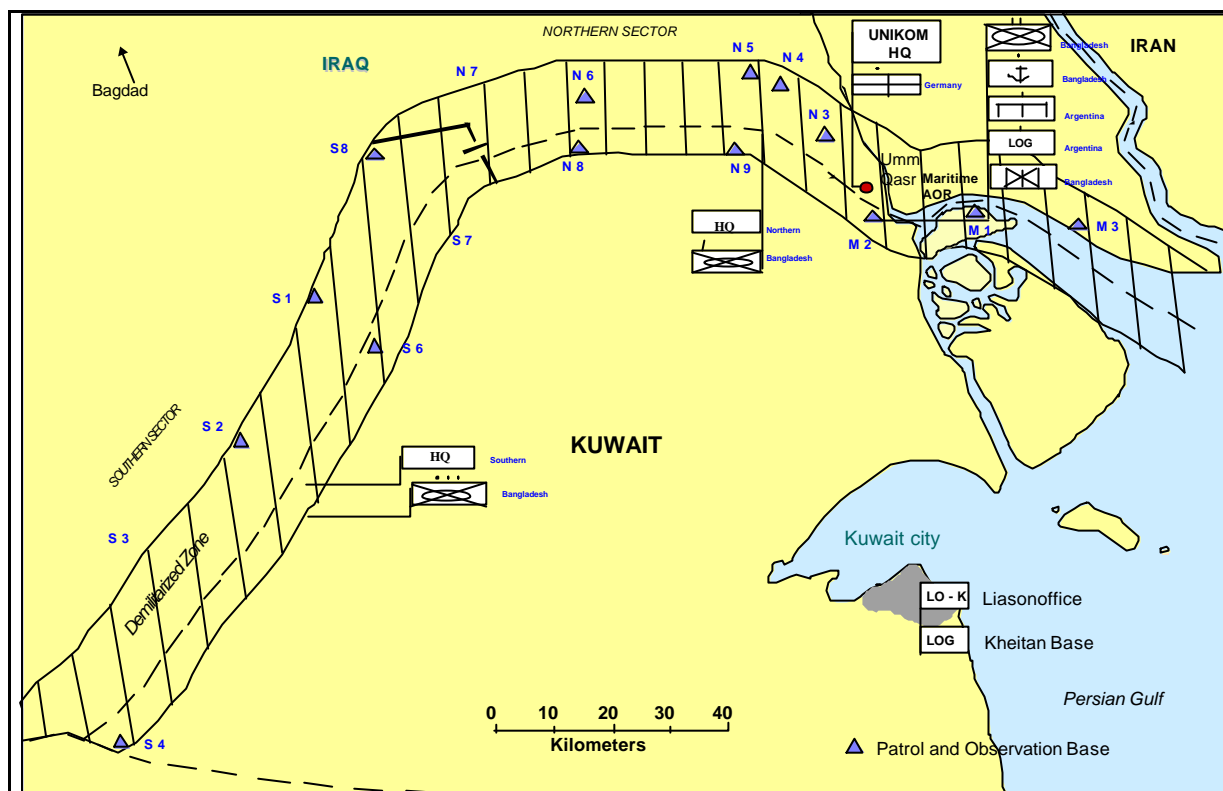 NORTHERN SECTOR
UNIKOM
HQ
Bangladesh
IRAN
Bagdad
IRAQ
N 7
N 6
N 5
N 4
Germany
Bangladesh
N 3
Argentina
S 8
N 8
N 9
Umm
Qasr
Maritime
AOR
LOG
Argentina
Bangladesh
HQ
Northern
Bangladesh
S 7
M 2
M 1
M 3
S 1
S 6
SOUTHERN SECTOR
S 2
KUWAIT
HQ
Southern
Bangladesh
S 3
Demilitarized Zone
Kuwait city
LO - K
Liasonoffice
LOG
Kheitan Base
Persian Gulf
0 10 20 30 40
Kilometers
S 4
Patrol and Observation Base